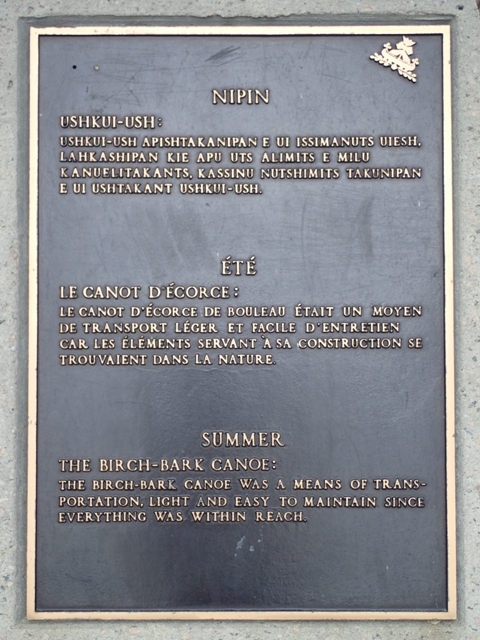 NIPIN
USHKUI-USH:
USHKUI-USH APISHTAKANIPAN E UI ISSIMANUTS UIESH,
LAHKASHIPAN KIE APU UTS ALIMITS E MILU
KANUELITAKANTS, KASSINU NUTSHIMITS TAKUNIPAN
E UI USHTAKANT USHKUI-USH.
ÉTÉ
LE CANOT D'ÉCORCE:
LE CANOT D'ÉCORCE DE BOULEAU ÉTAIT UN MOYEN
DE TRANSPORT LÉGER ET FACILE D'ENTRETIEN
CAR LES ÉLÉMENTS SERVANT À SA CONSTRUCTION SE
TROUVAIENT DANS LA NATURE.
SUMMER
THE BIRCH-BARK CANOE:
THE BIRCH-BARK CANOE WAS A MEANS OF TRANS-
PORTATION, LIGHT AND EASY TO MAINTAIN SINCE
EVERYTHING WAS WITHIN REACH.